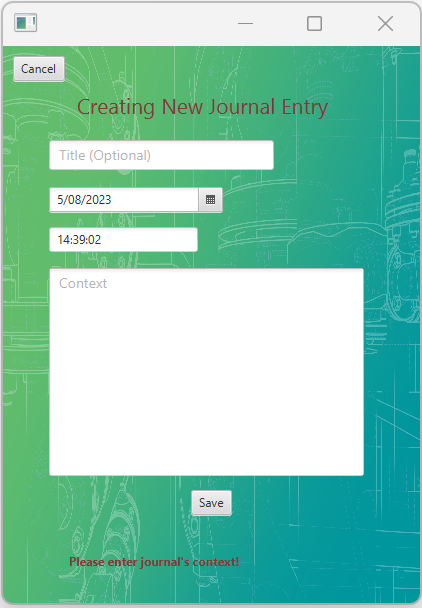 Cancel
Creating New Journal Entry
Title (Optional)
5/08/2023
14:39:02
Context
Save
Please enter journal's context!